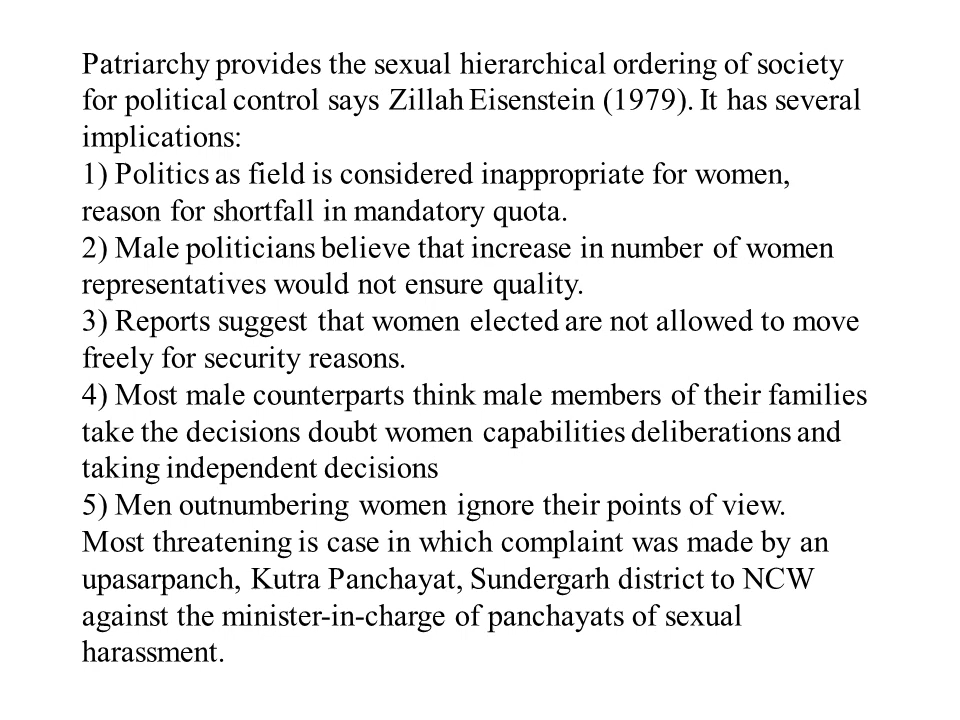 Patriarchy provides the sexual hierarchical ordering of society
for political control says Zillah Eisenstein (1979). It has several
implications:
1) Politics as field is considered inappropriate for women,
reason for shortfall in mandatory quota.
2) Male politicians believe that increase in number of women
representatives would not ensure quality.
3) Reports suggest that women elected are not allowed to move
freely for security reasons.
4) Most male counterparts think male members of their families
take the decisions doubt women capabilities deliberations and
taking independent decisions
5) Men outnumbering women ignore their points of view.
Most threatening is case in which complaint was made by an
upasarpanch, Kutra Panchayat, Sundergarh district to NCW
against the minister-in-charge of panchayats of sexual
harassment.